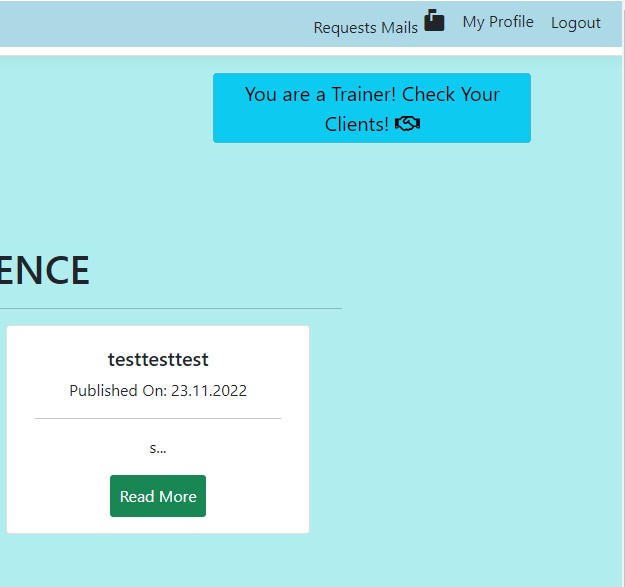 Requests Mails My Profile Logout
You are a Trainer! Check Your
Clients!
ENCE
testtesttest
Published On: 23.11.2022
s...
Read More